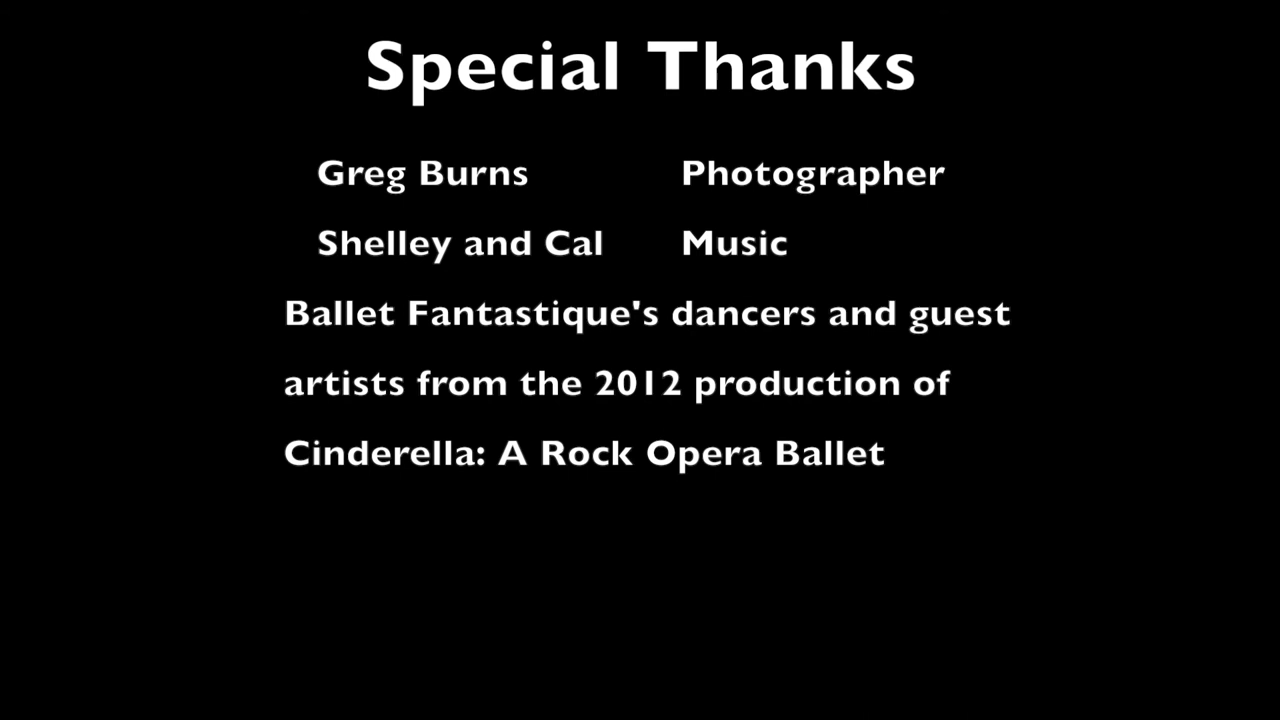 Special Thanks
Greg Burns Photographer
Shelley and Cal Music
Ballet Fantastique's dancers and guest
artists from the 2012 production of
Cinderella: A Rock Opera Ballet